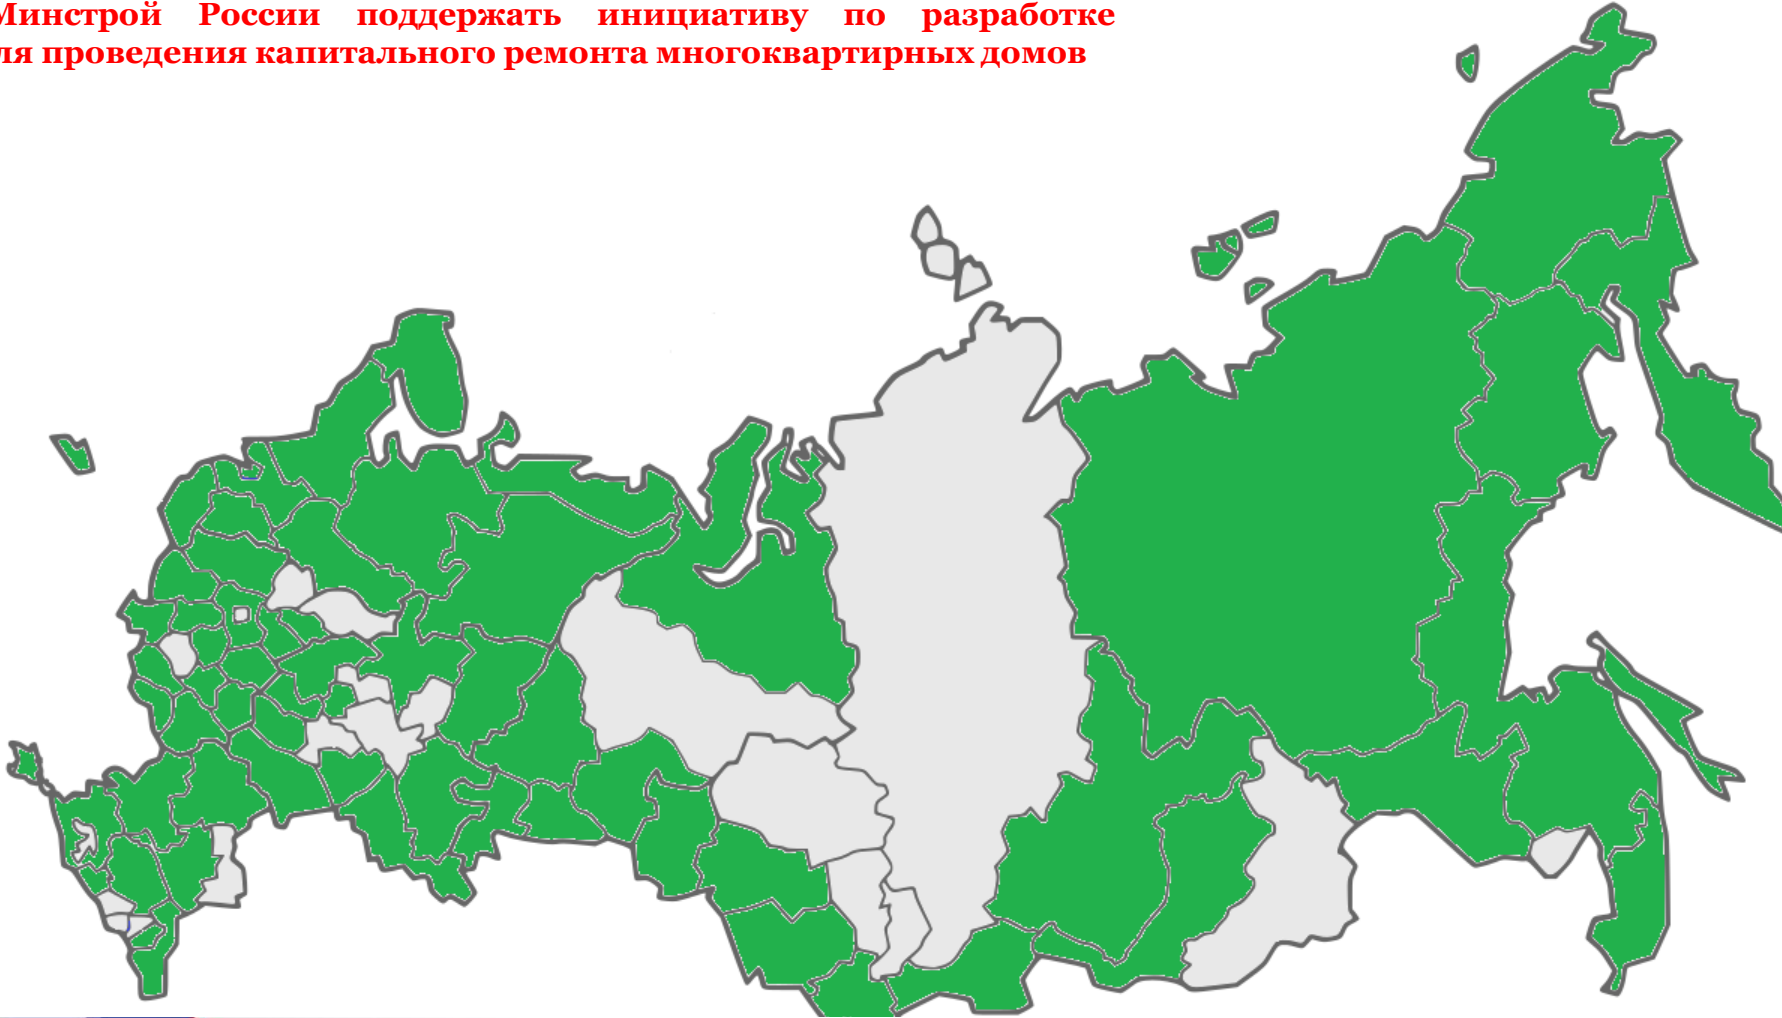 Минстрой России поддержать инициативу по разработке
ля проведения капитального ремонта многоквартирных домов